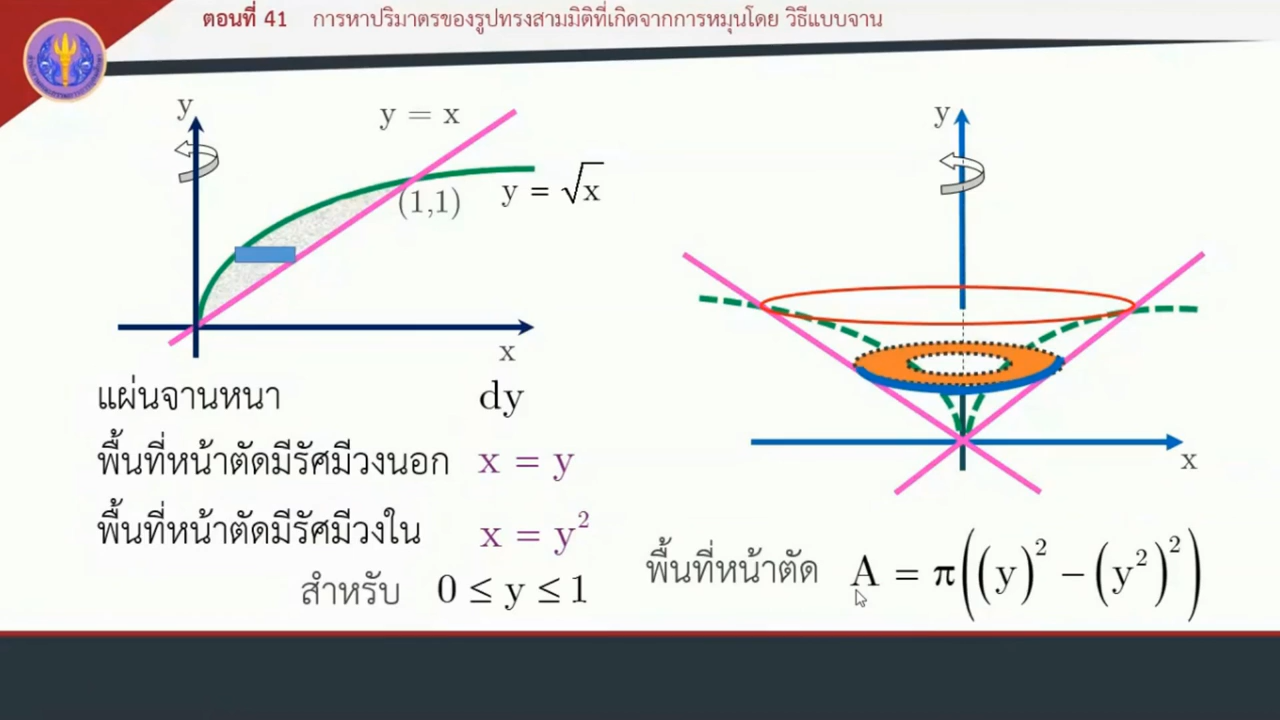 ตอนที่ 41 การหาปริมาตรของรูปทรงสามมิติที่เกิดจากการหมุนโดย วิธีแบบจาน
y
y = x
y = √x
(1,1)
x
y
x
แผ่นจานหนา dy
พื้นที่หน้าตัดมีรัศมีวงนอก x = y
พื้นที่หน้าตัดมีรัศมีวงใน x = y²
สำหรับ 0 ≤ y ≤ 1
พื้นที่หน้าตัด A = π((y)² − (y²)²)